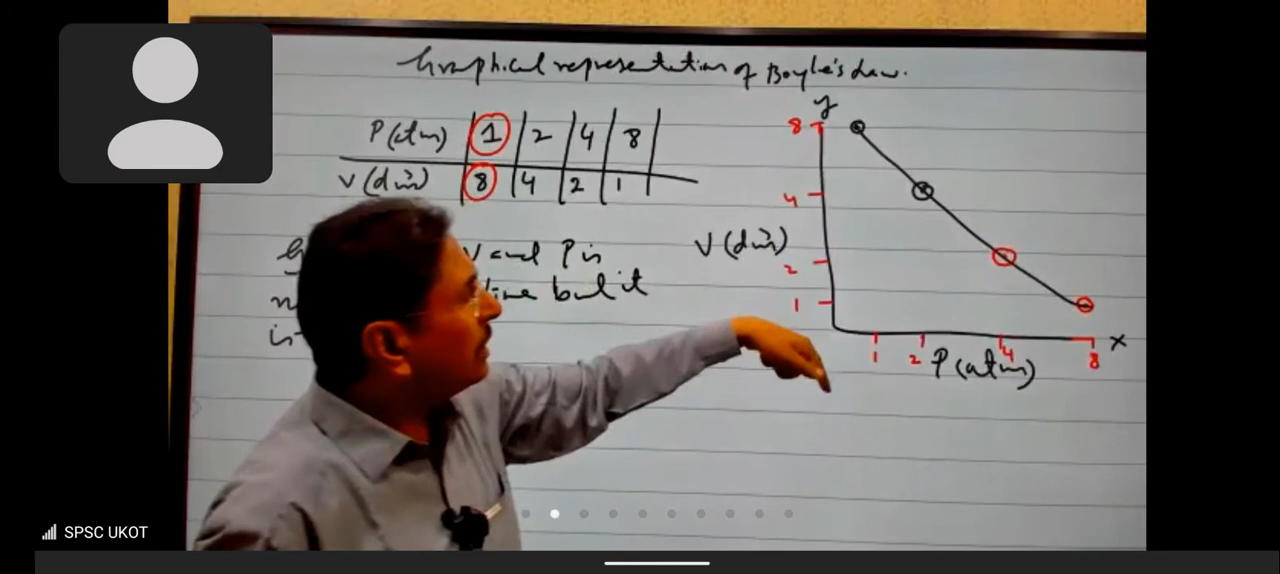 Graphical representation of Boyle's Law.
P(atm) 1 2 4 8
V(dm³) 8 4 2 1
V and P is
line but it
is
y
8
4
V(dm³)
2
1
1 2 4 8 x
P(atm)
SPSC UKOT